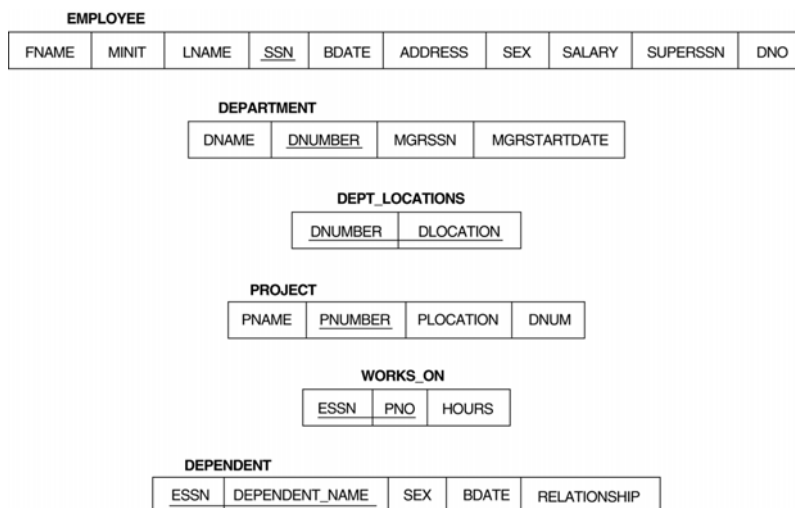 EMPLOYEE
FNAME MINIT LNAME SSN BDATE ADDRESS SEX SALARY SUPERSSN DNO
DEPARTMENT
DNAME DNUMBER MGRSSN MGRSTARTDATE
DEPT_LOCATIONS
DNUMBER DLOCATION
PROJECT
PNAME PNUMBER PLOCATION DNUM
WORKS_ON
ESSN PNO HOURS
DEPENDENT
ESSN DEPENDENT_NAME SEX BDATE RELATIONSHIP